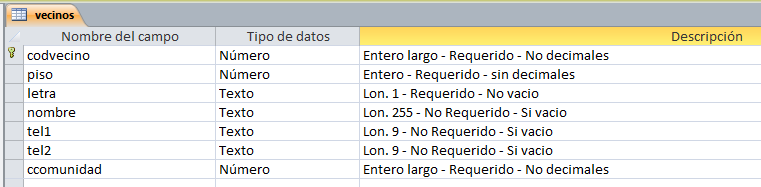 vecinos
Nombre del campo Tipo de datos Descripción
codvecino Número Entero largo - Requerido - No decimales
piso Número Entero - Requerido - sin decimales
letra Texto Lon. 1 - Requerido - No vacio
nombre Texto Lon. 255 - No Requerido - Si vacio
tel1 Texto Lon. 9 - No Requerido - Si vacio
tel2 Texto Lon. 9 - No Requerido - Si vacio
ccomunidad Número Entero largo - Requerido - No decimales